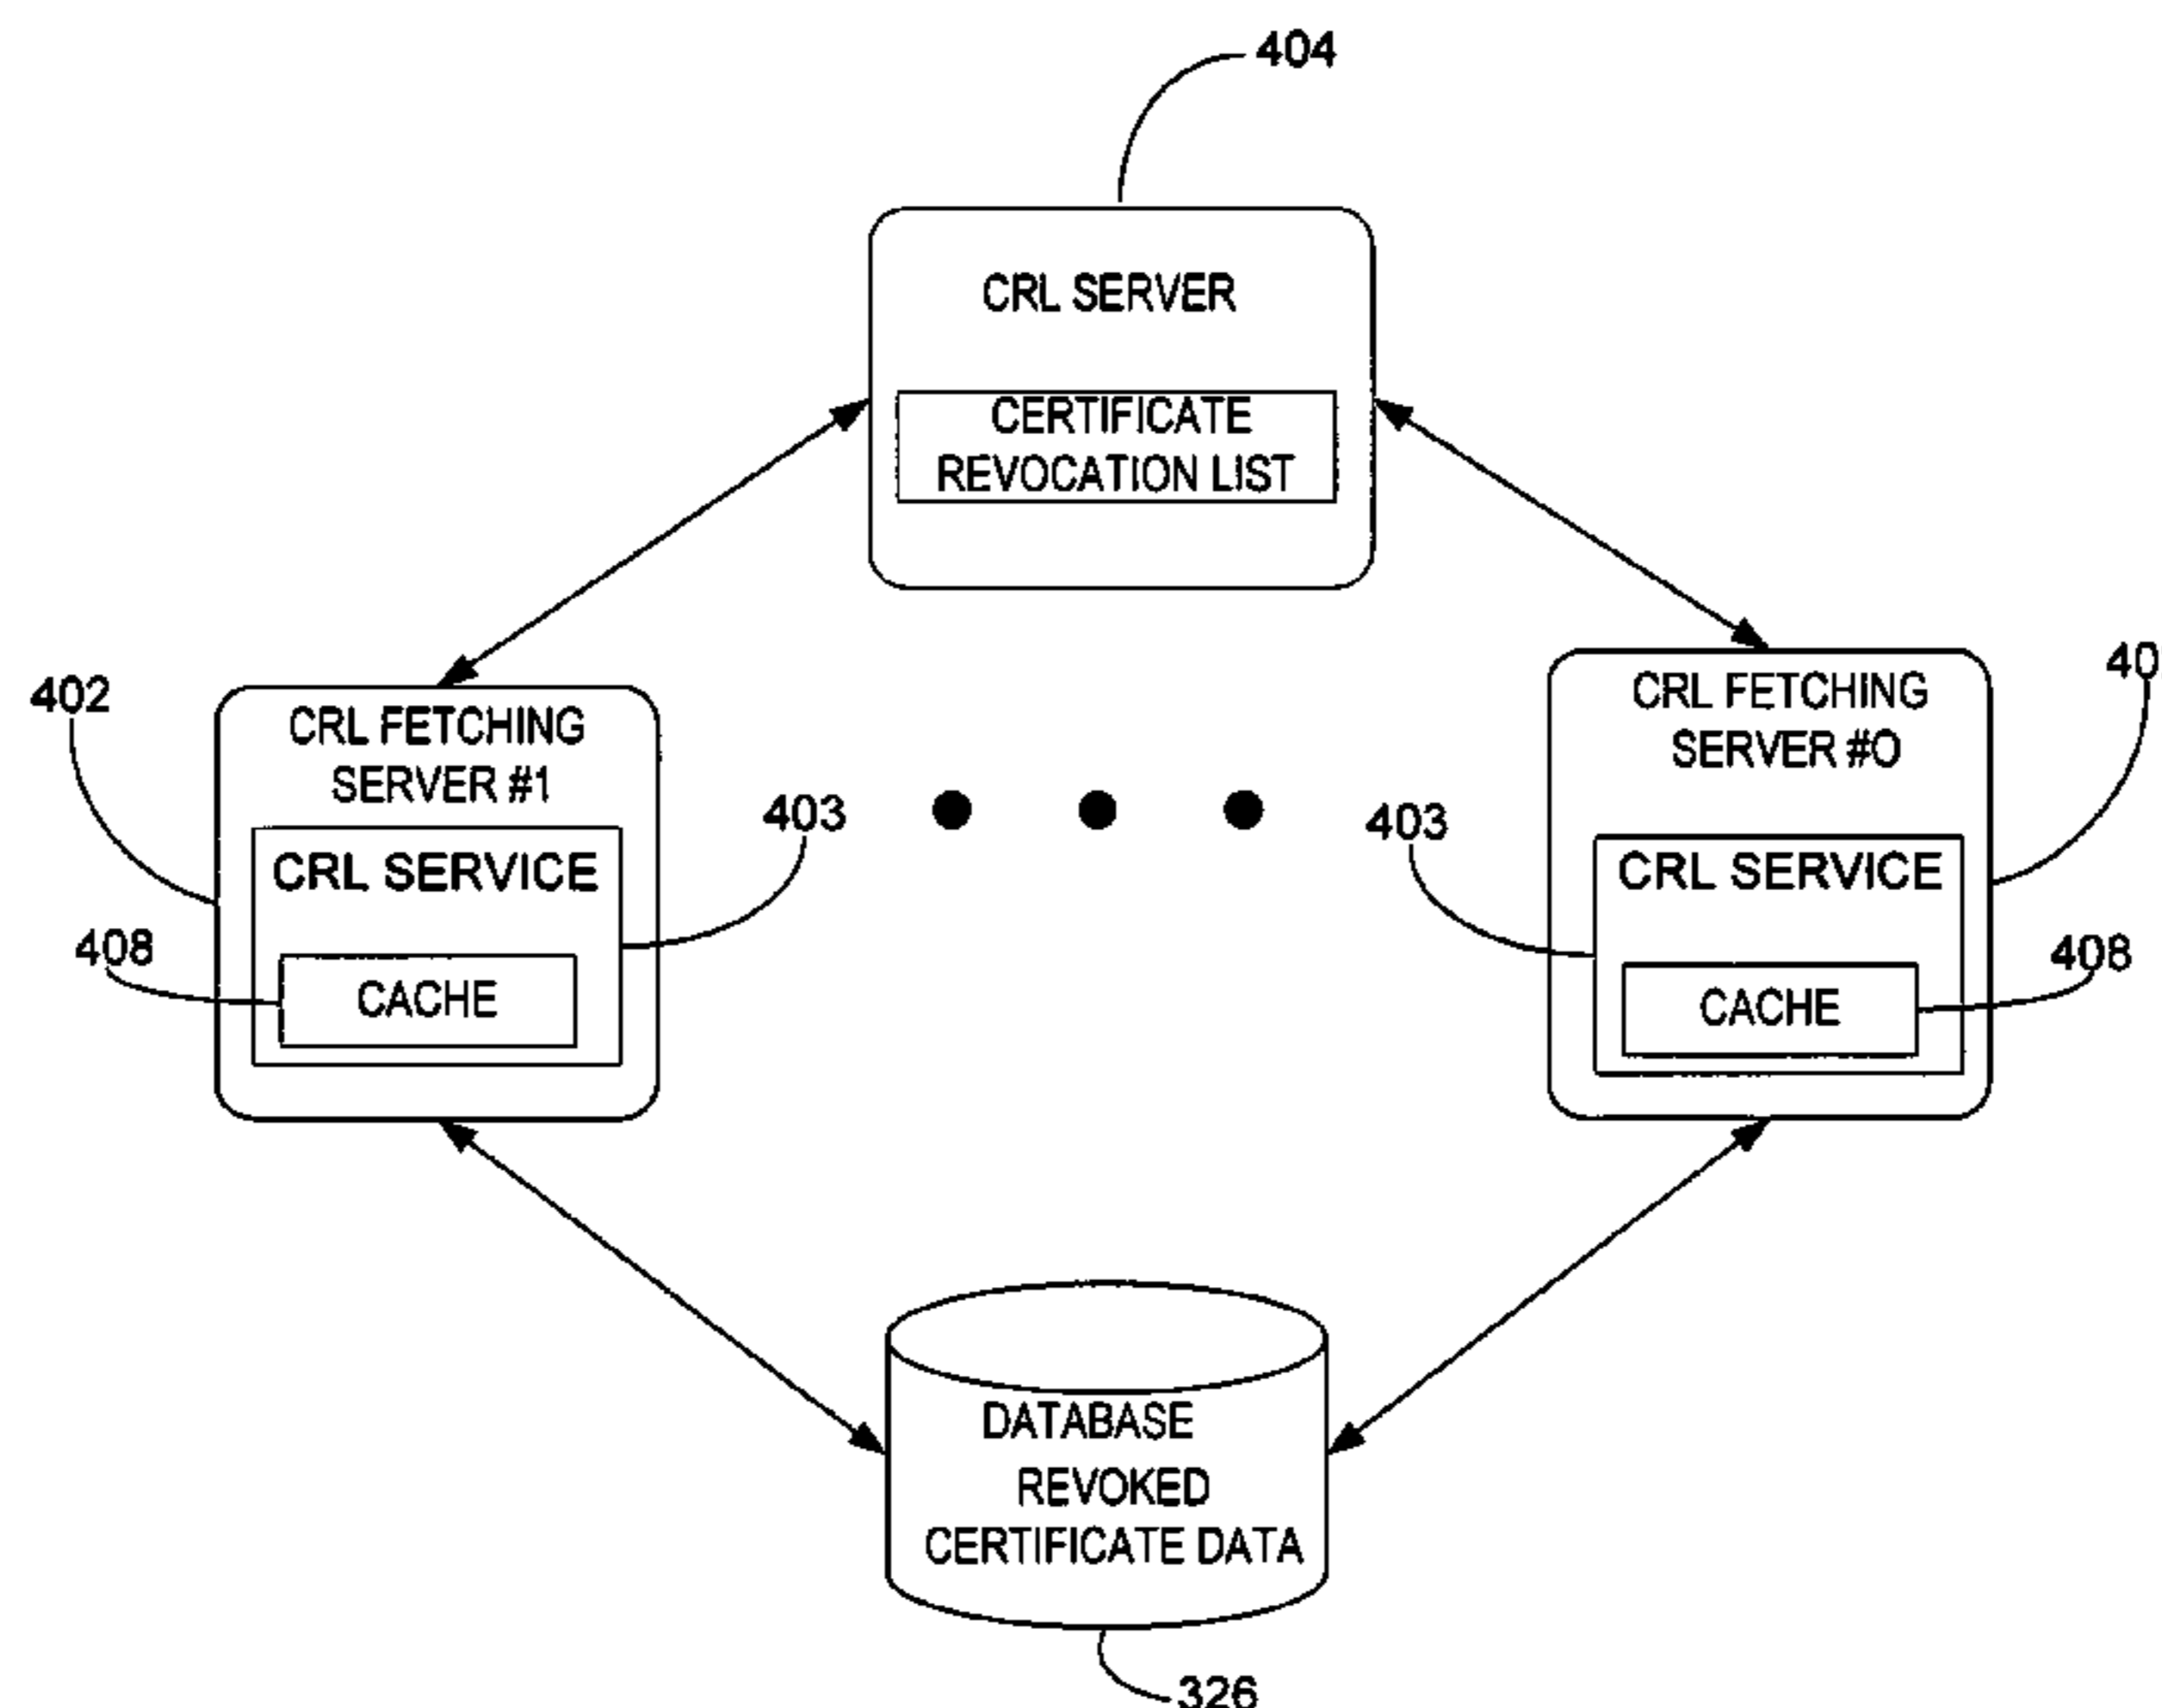 404
CRL SERVER
CERTIFICATE
REVOCATION LIST
402
CRL FETCHING
SERVER #1
403
CRL SERVICE
408
CACHE
40
CRL FETCHING
SERVER #O
403
CRL SERVICE
408
CACHE
DATABASE
REVOKED
CERTIFICATE DATA
326